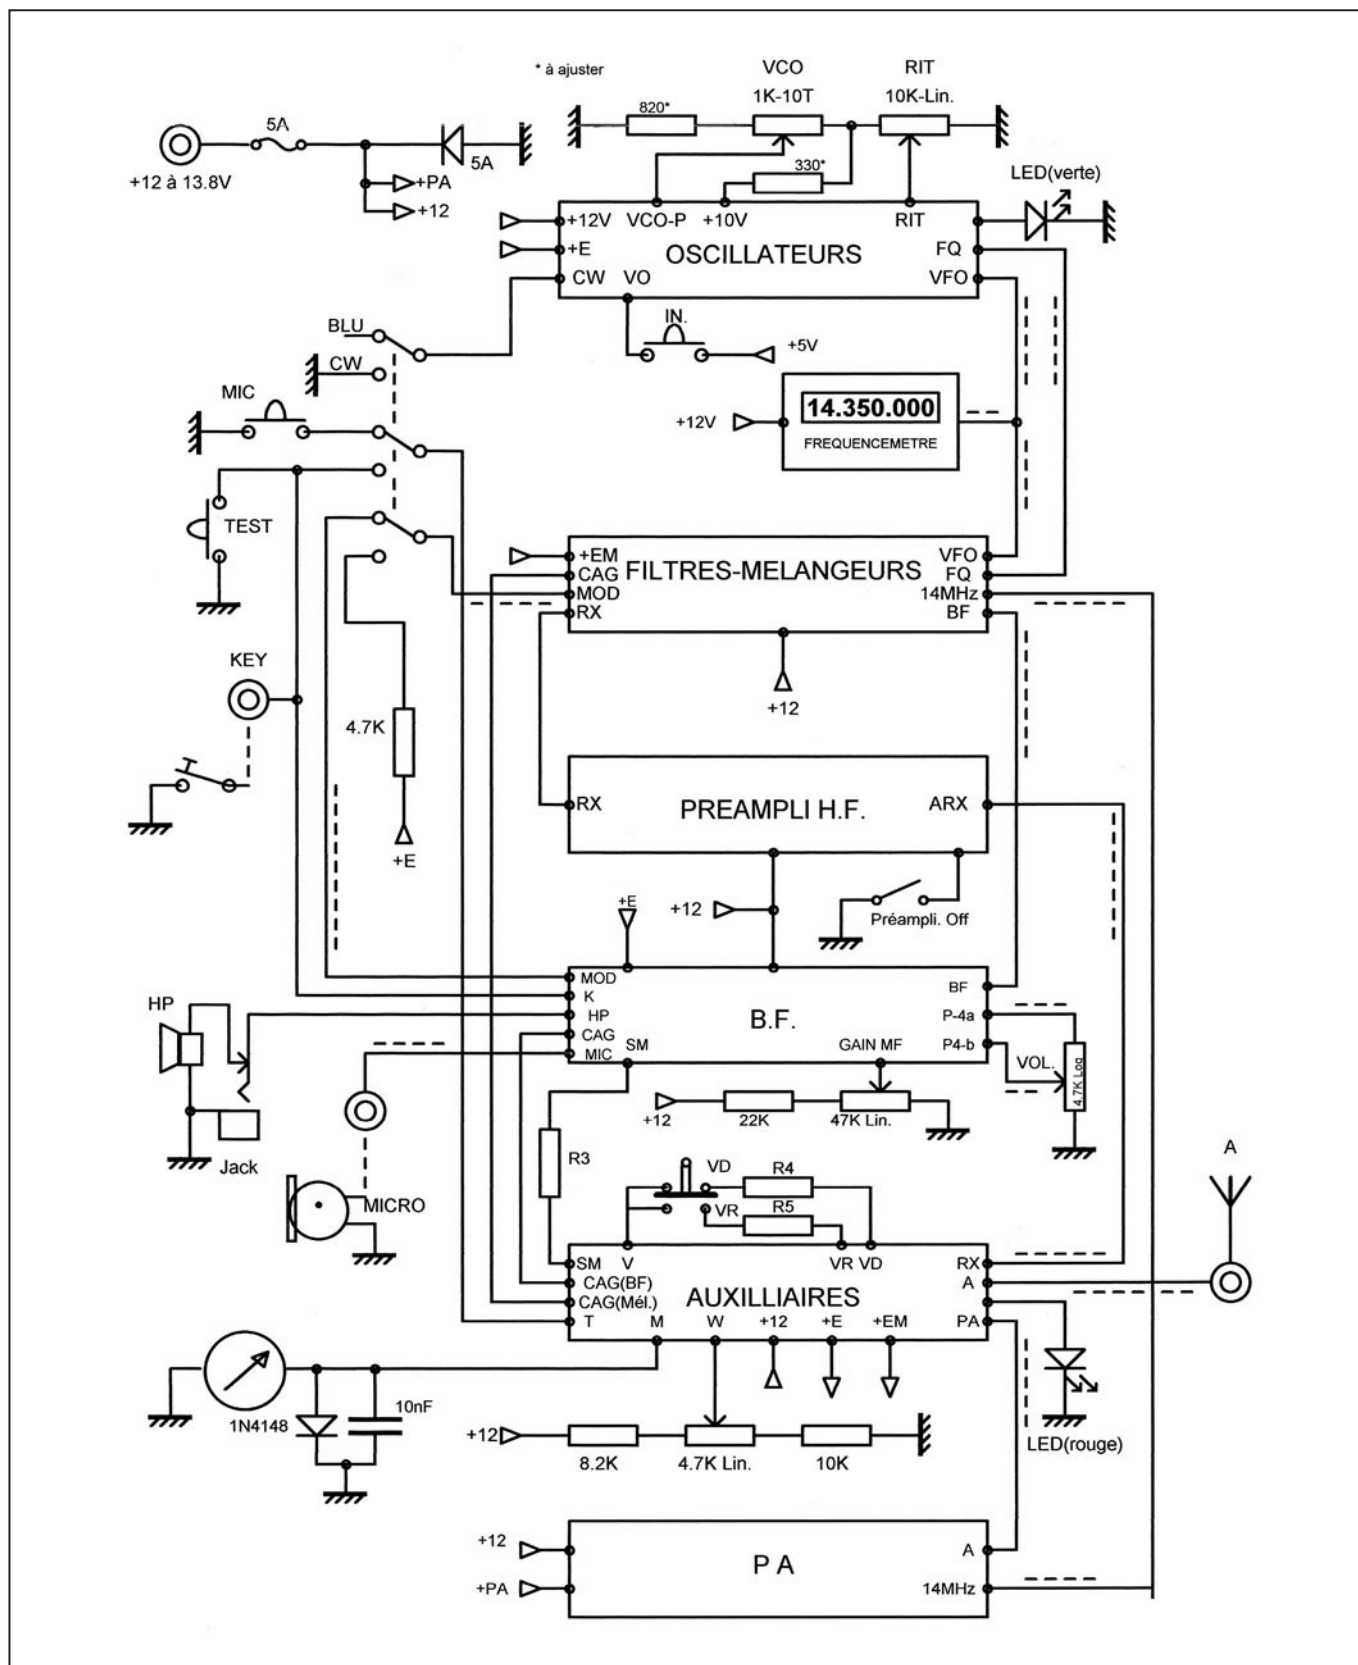 * à ajuster
VCO
1K-10T
RIT
10K-Lin.
820*
330*
5A
5A
+12 à 13.8V
+PA
+12
LED(verte)
+12V
VCO-P
+10V
RIT
+E
OSCILLATEURS
FQ
CW
VO
VFO
IN.
+5V
BLU
CW
MIC
TEST
+12V
14.350.000
FREQUENCEMETRE
+EM
CAG
MOD
RX
FILTRES-MELANGEURS
VFO
FQ
14MHz
BF
+12
KEY
4.7K
+E
RX
PREAMPLI H.F.
ARX
+12
+E
Préampli. Off
HP
Jack
MOD
K
HP
CAG
MIC
SM
B.F.
GAIN MF
BF
P-4a
P4-b
VOL.
4.7K Log
+12
22K
47K Lin.
R3
MICRO
VD
VR
R4
R5
A
SM
V
VR
VD
RX
CAG(BF)
A
CAG(Mél.)
AUXILLIAIRES
T
M
W
+12
+E
+EM
PA
1N4148
10nF
+12
8.2K
4.7K Lin.
10K
LED(rouge)
+12
+PA
P A
A
14MHz